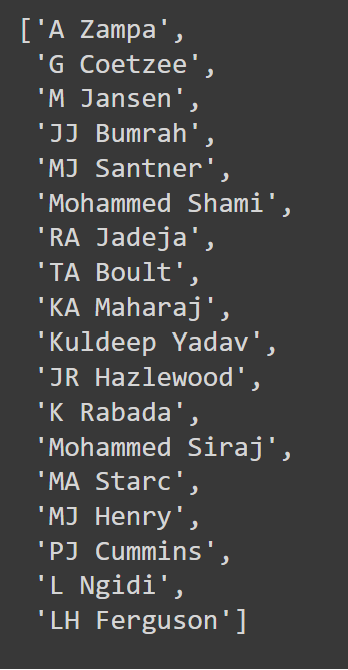 ['A Zampa',
'G Coetzee',
'M Jansen',
'JJ Bumrah',
'MJ Santner',
'Mohammed Shami',
'RA Jadeja',
'TA Boult',
'KA Maharaj',
'Kuldeep Yadav',
'JR Hazlewood',
'K Rabada',
'Mohammed Siraj',
'MA Starc',
'MJ Henry',
'PJ Cummins',
'L Ngidi',
'LH Ferguson']